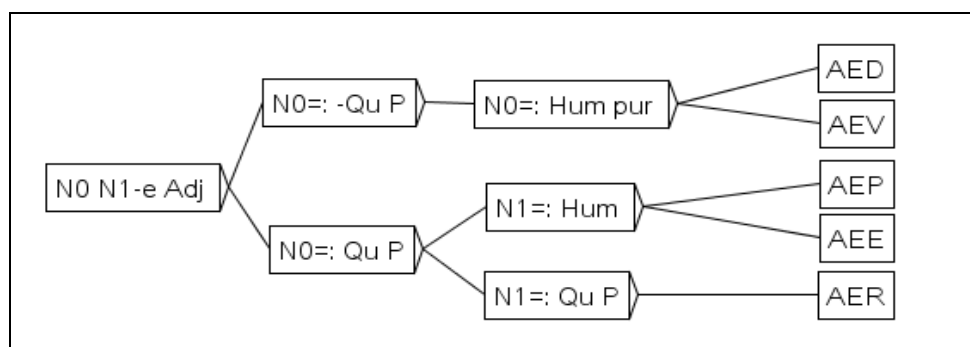 AED
N0=: -Qu P
N0=: Hum pur
AEV
N0 N1-e Adj
AEP
N1=: Hum
N0=: Qu P
AEE
N1=: Qu P
AER